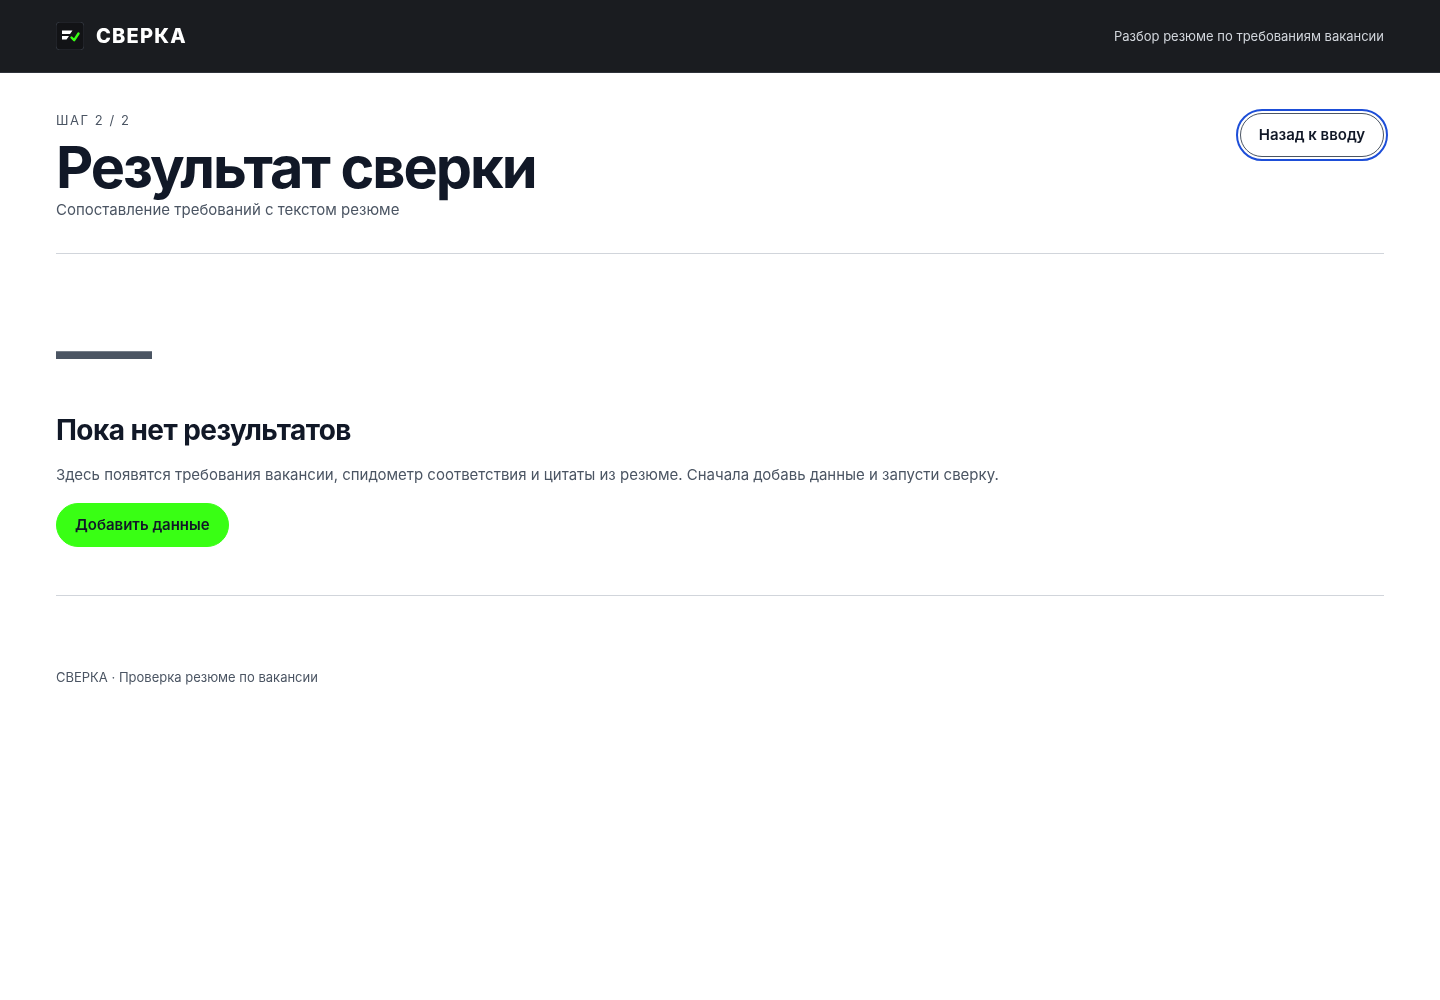 СВЕРКА
Разбор резюме по требованиям вакансии
ШАГ 2 / 2
Назад к вводу
Результат сверки
Сопоставление требований с текстом резюме
Пока нет результатов
Здесь появятся требования вакансии, спидометр соответствия и цитаты из резюме. Сначала добавь данные и запусти сверку.
Добавить данные
СВЕРКА · Проверка резюме по вакансии